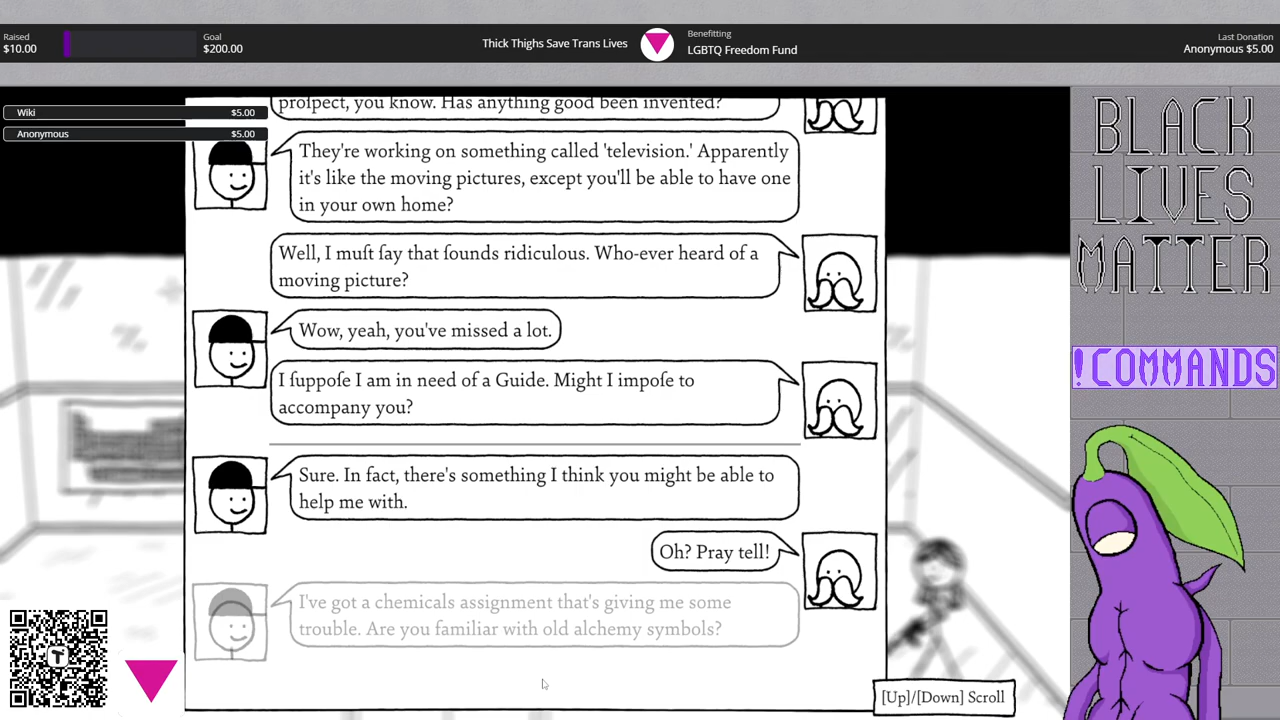 Raised
$10.00
Goal
$200.00
Thick Thighs Save Trans Lives
Benefitting
LGBTQ Freedom Fund
Last Donation
Anonymous $5.00
Wiki $5.00
Anonymous $5.00
proſpect, you know. Has anything good been invented?
They're working on something called 'television.' Apparently
it's like the moving pictures, except you'll be able to have one
in your own home?
Well, I muſt ſay that ſounds ridiculous. Who-ever heard of a
moving picture?
Wow, yeah, you've missed a lot.
I ſuppoſe I am in need of a Guide. Might I impoſe to
accompany you?
Sure. In fact, there's something I think you might be able to
help me with.
Oh? Pray tell!
I've got a chemicals assignment that's giving me some
trouble. Are you familiar with old alchemy symbols?
[Up]/[Down] Scroll
BLACK
LIVES
MATTER
!COMMANDS